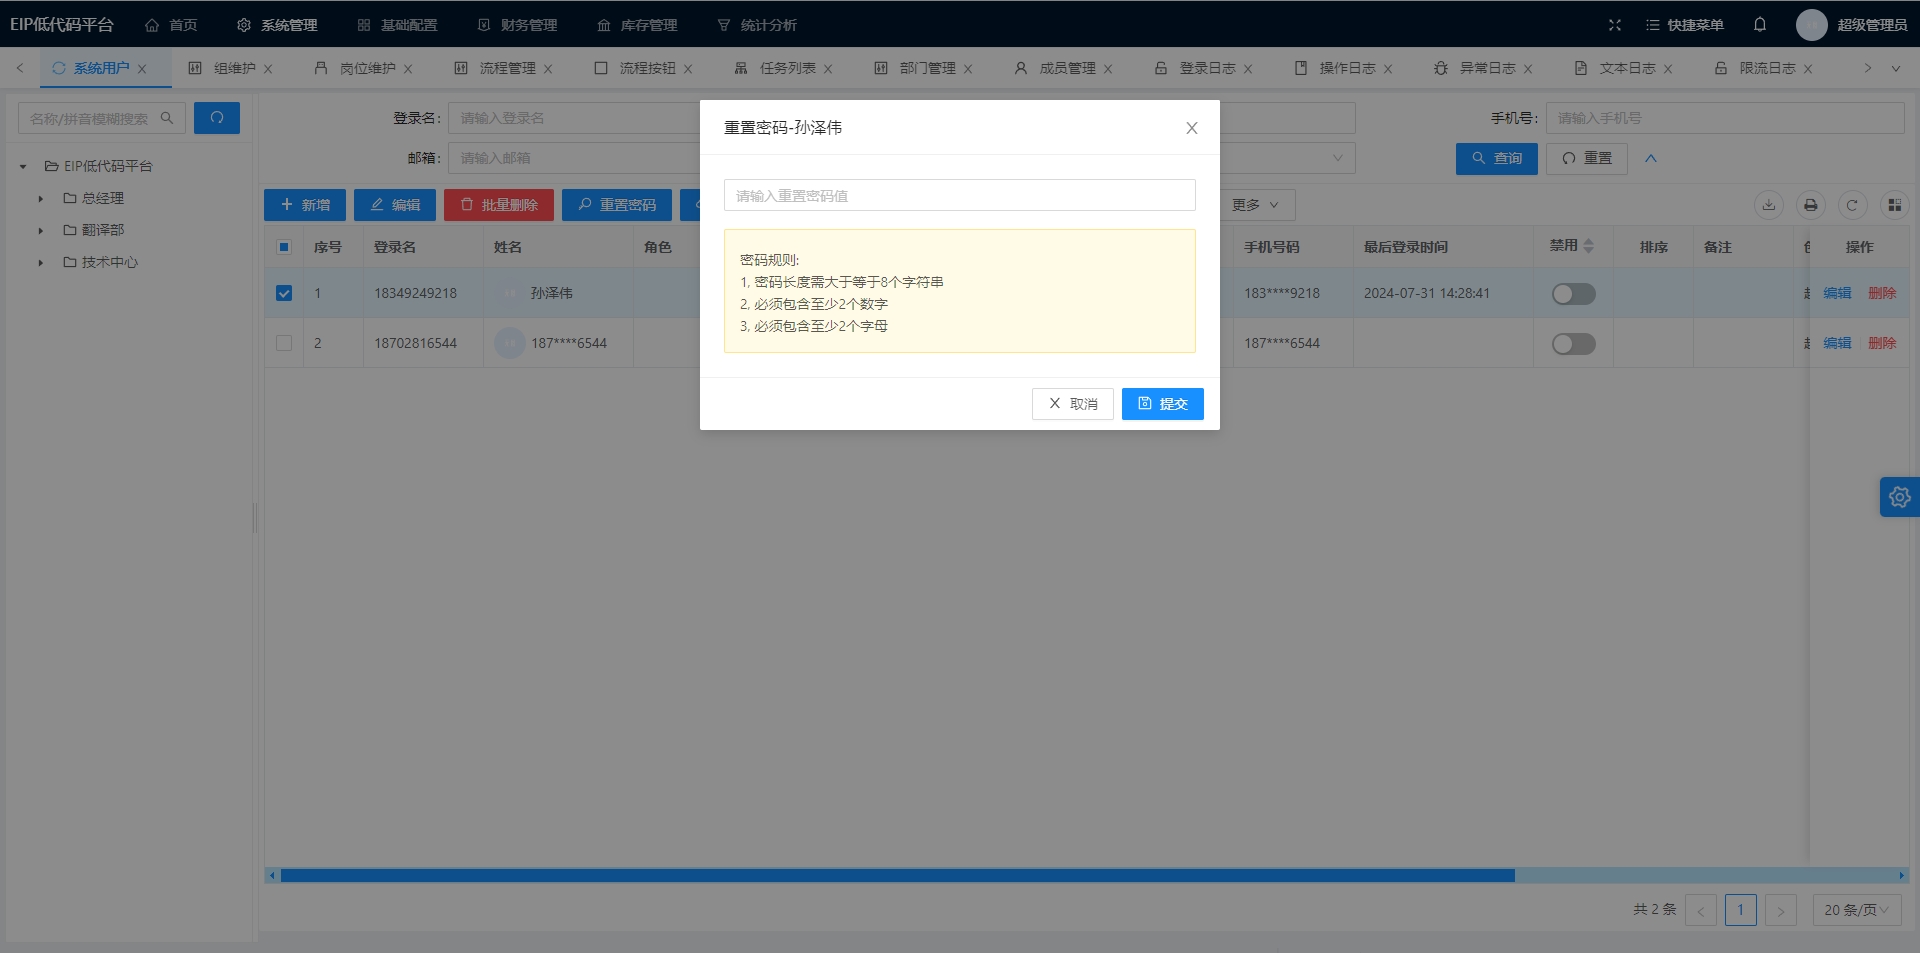 EIP低代码平台 首页 系统管理 基础配置 财务管理 库存管理 统计分析 快捷菜单 超级管理员
系统用户 组维护 岗位维护 流程管理 流程按钮 任务列表 部门管理 成员管理 登录日志 操作日志 异常日志 文本日志 限流日志
名称/拼音模糊搜索
EIP低代码平台
总经理
翻译部
技术中心
登录名: 请输入登录名 手机号: 请输入手机号
邮箱: 请输入邮箱 查询 重置
新增 编辑 批量删除 重置密码 更多
序号 登录名 姓名 角色 手机号码 最后登录时间 禁用 排序 备注 操作
1 18349249218 孙泽伟 183****9218 2024-07-31 14:28:41 编辑 删除
2 18702816544 187****6544 187****6544 编辑 删除
重置密码-孙泽伟
请输入重置密码值
密码规则:
1, 密码长度需大于等于8个字符串
2, 必须包含至少2个数字
3, 必须包含至少2个字母
取消 提交
共 2 条 1 20 条/页